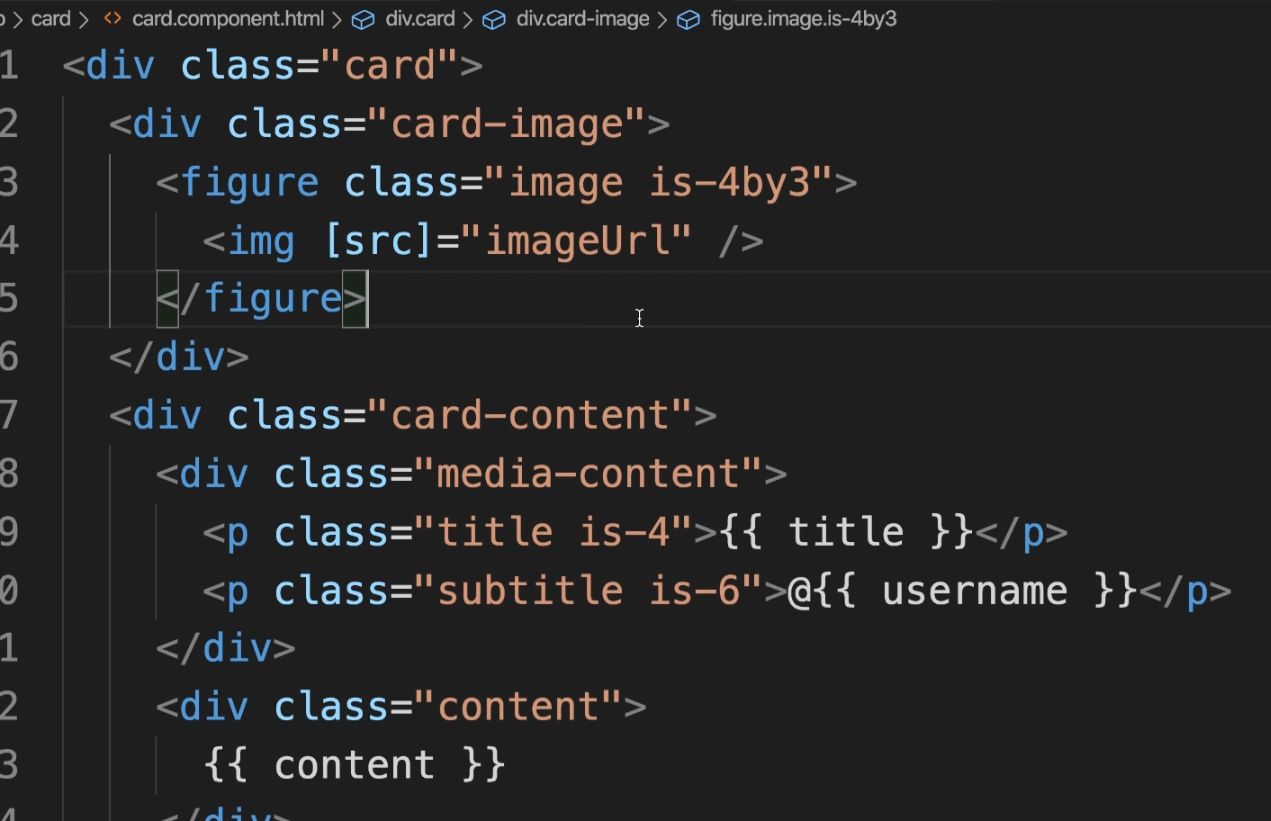 card > card.component.html > div.card > div.card-image > figure.image.is-4by3
1 <div class="card">
2 <div class="card-image">
3 <figure class="image is-4by3">
4 <img [src]="imageUrl" />
5 </figure>
6 </div>
7 <div class="card-content">
8 <div class="media-content">
9 <p class="title is-4">{{ title }}</p>
0 <p class="subtitle is-6">@{{ username }}</p>
1 </div>
2 <div class="content">
3 {{ content }}
4 </div>